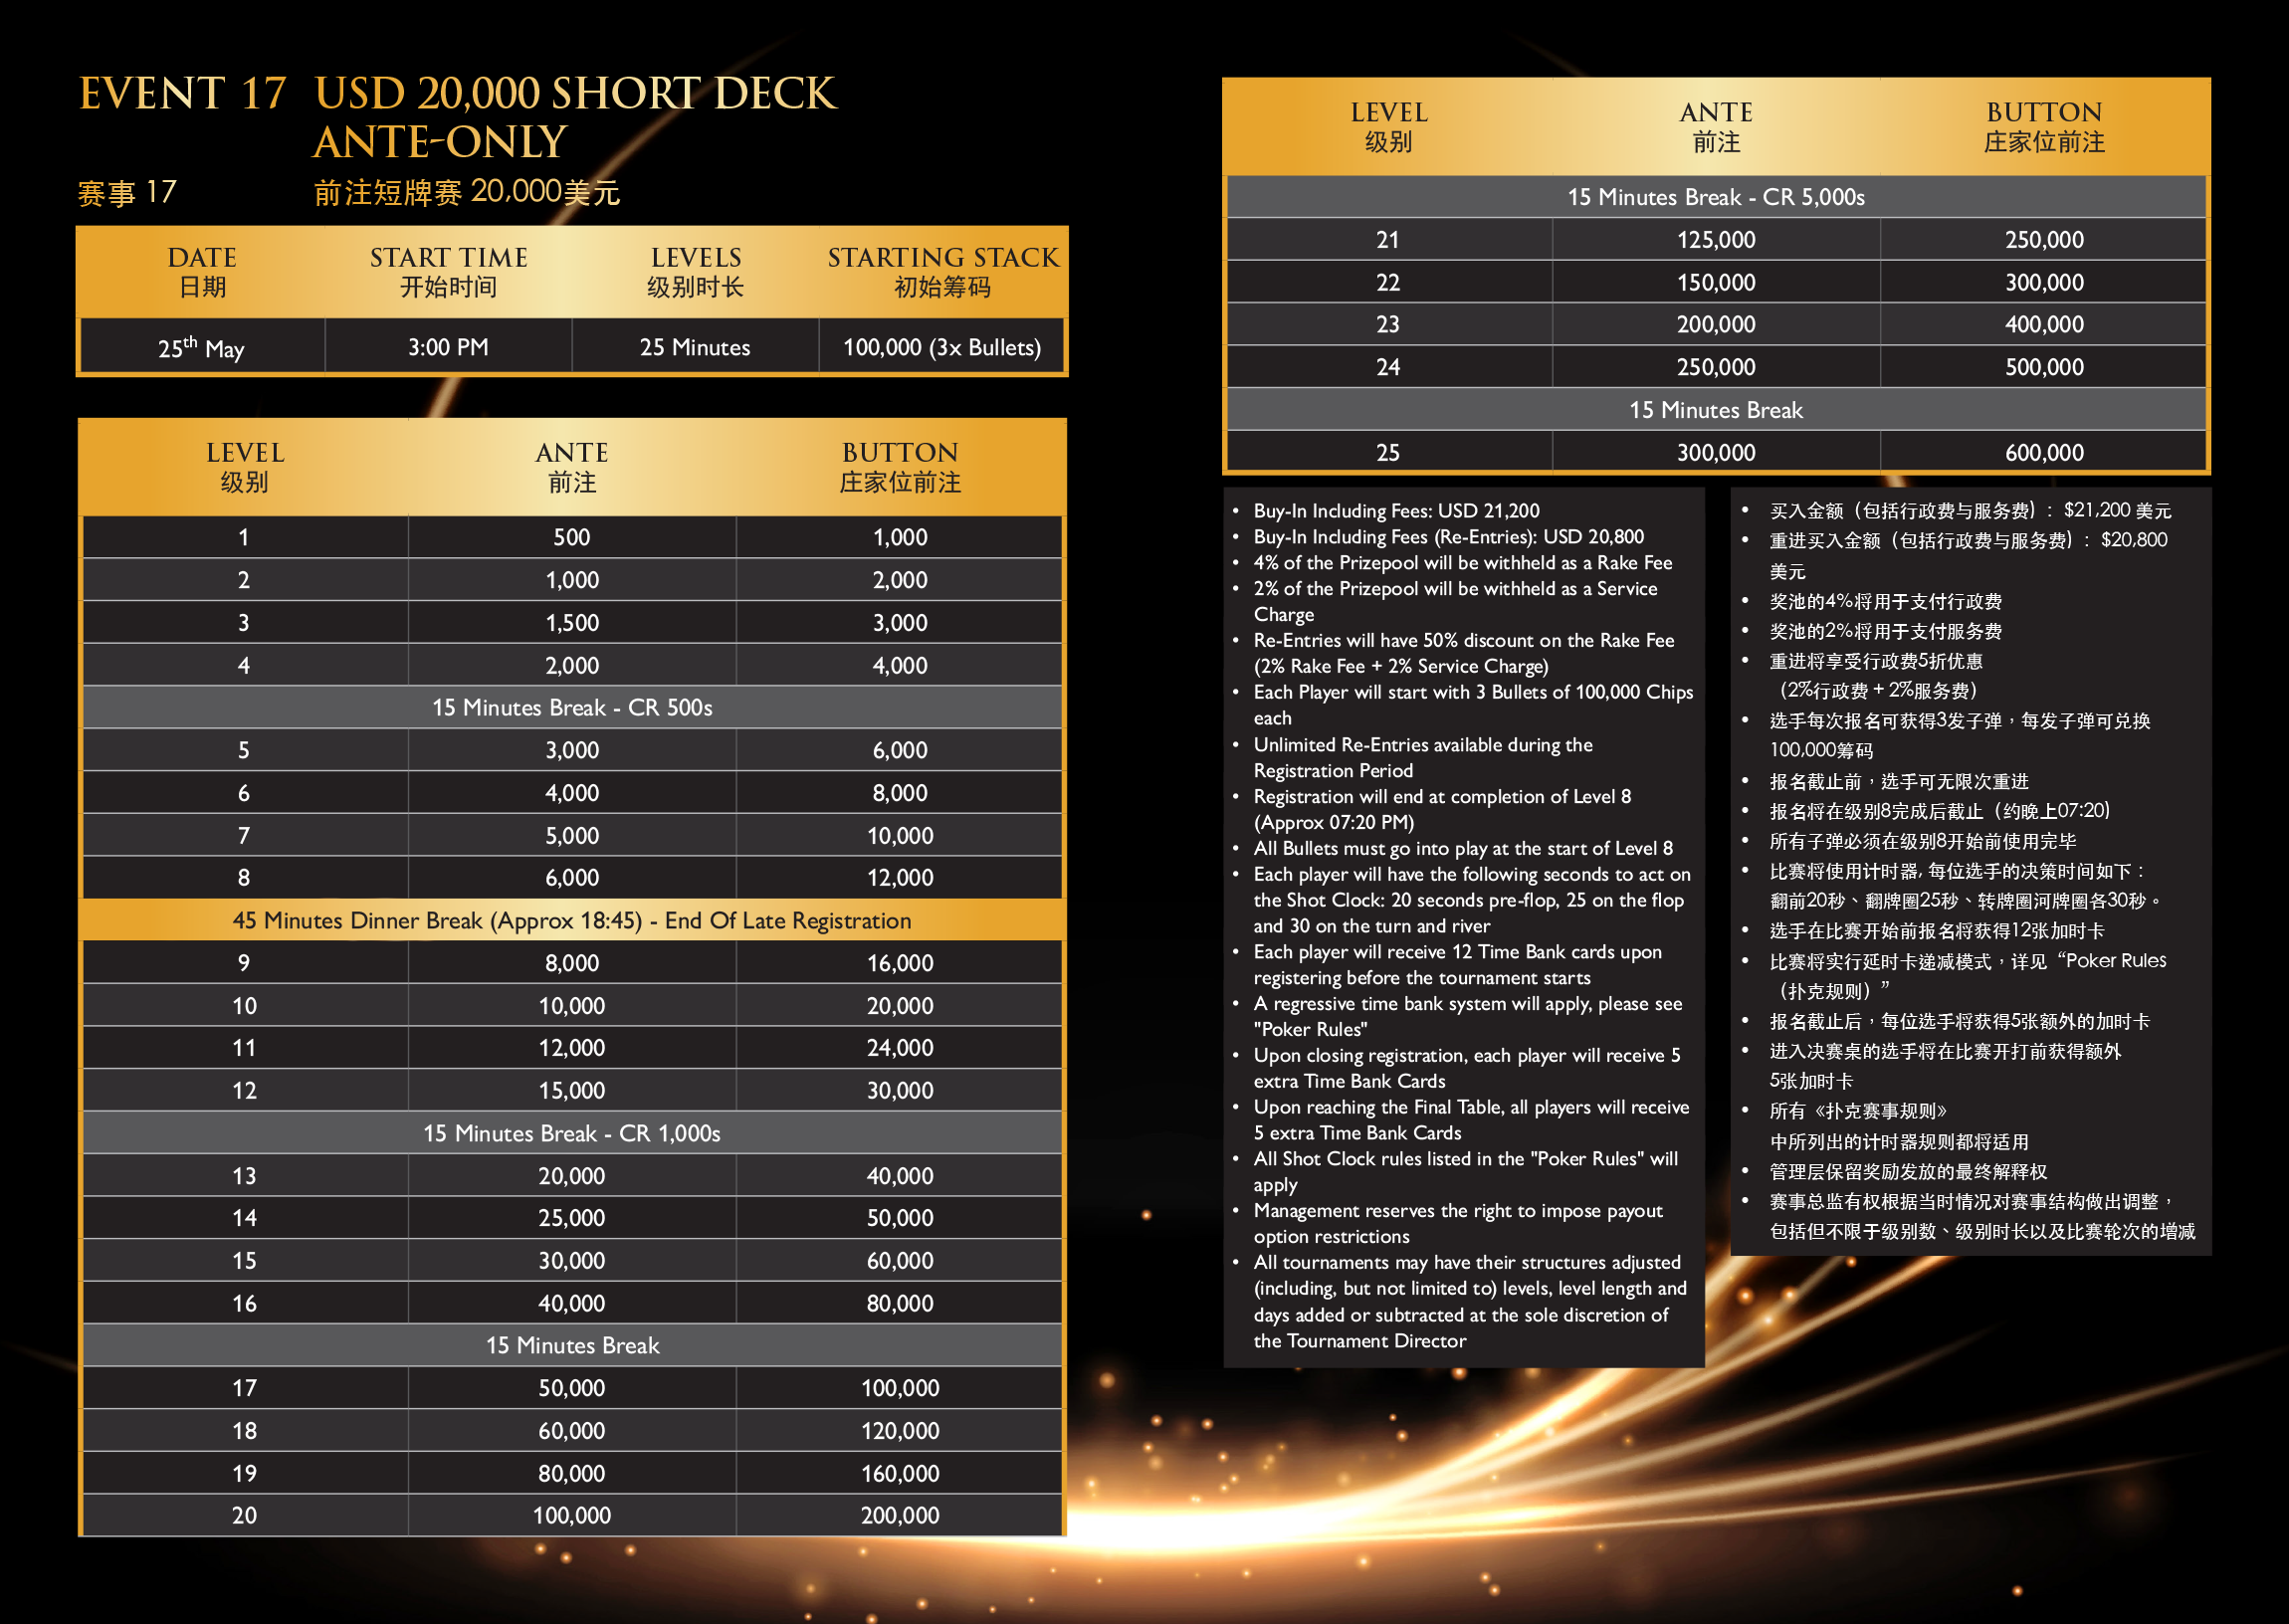 EVENT 17 USD 20,000 SHORT DECK
ANTE-ONLY
赛事 17 前注短牌赛 20,000美元
DATE START TIME LEVELS STARTING STACK
日期 开始时间 级别时长 初始筹码
25th May 3:00 PM 25 Minutes 100,000 (3x Bullets)
LEVEL ANTE BUTTON
级别 前注 庄家位前注
1 500 1,000
2 1,000 2,000
3 1,500 3,000
4 2,000 4,000
15 Minutes Break - CR 500s
5 3,000 6,000
6 4,000 8,000
7 5,000 10,000
8 6,000 12,000
45 Minutes Dinner Break (Approx 18:45) - End Of Late Registration
9 8,000 16,000
10 10,000 20,000
11 12,000 24,000
12 15,000 30,000
15 Minutes Break - CR 1,000s
13 20,000 40,000
14 25,000 50,000
15 30,000 60,000
16 40,000 80,000
15 Minutes Break
17 50,000 100,000
18 60,000 120,000
19 80,000 160,000
20 100,000 200,000
LEVEL ANTE BUTTON
级别 前注 庄家位前注
15 Minutes Break - CR 5,000s
21 125,000 250,000
22 150,000 300,000
23 200,000 400,000
24 250,000 500,000
15 Minutes Break
25 300,000 600,000
• Buy-In Including Fees: USD 21,200
• Buy-In Including Fees (Re-Entries): USD 20,800
• 4% of the Prizepool will be withheld as a Rake Fee
• 2% of the Prizepool will be withheld as a Service
Charge
• Re-Entries will have 50% discount on the Rake Fee
(2% Rake Fee + 2% Service Charge)
• Each Player will start with 3 Bullets of 100,000 Chips
each
• Unlimited Re-Entries available during the
Registration Period
• Registration will end at completion of Level 8
(Approx 07:20 PM)
• All Bullets must go into play at the start of Level 8
• Each player will have the following seconds to act on
the Shot Clock: 20 seconds pre-flop, 25 on the flop
and 30 on the turn and river
• Each player will receive 12 Time Bank cards upon
registering before the tournament starts
• A regressive time bank system will apply, please see
"Poker Rules"
• Upon closing registration, each player will receive 5
extra Time Bank Cards
• Upon reaching the Final Table, all players will receive
5 extra Time Bank Cards
• All Shot Clock rules listed in the "Poker Rules" will
apply
• Management reserves the right to impose payout
option restrictions
• All tournaments may have their structures adjusted
(including, but not limited to) levels, level length and
days added or subtracted at the sole discretion of
the Tournament Director
• 买入金额（包括行政费与服务费）：$21,200 美元
• 重进买入金额（包括行政费与服务费）：$20,800
美元
• 奖池的4%将用于支付行政费
• 奖池的2%将用于支付服务费
• 重进将享受行政费5折优惠
（2%行政费 + 2%服务费）
• 选手每次报名可获得3发子弹，每发子弹可兑换
100,000筹码
• 报名截止前，选手可无限次重进
• 报名将在级别8完成后截止（约晚上07:20）
• 所有子弹必须在级别8开始前使用完毕
• 比赛将使用计时器, 每位选手的决策时间如下：
翻前20秒、翻牌圈25秒、转牌圈河牌圈各30秒。
• 选手在比赛开始前报名将获得12张加时卡
• 比赛将实行延时卡递减模式，详见“Poker Rules
（扑克规则）”
• 报名截止后，每位选手将获得5张额外的加时卡
• 进入决赛桌的选手将在比赛开打前获得额外
5张加时卡
• 所有《扑克赛事规则》
中所列出的计时器规则都将适用
• 管理层保留奖励发放的最终解释权
• 赛事总监有权根据当时情况对赛事结构做出调整，
包括但不限于级别数、级别时长以及比赛轮次的增减